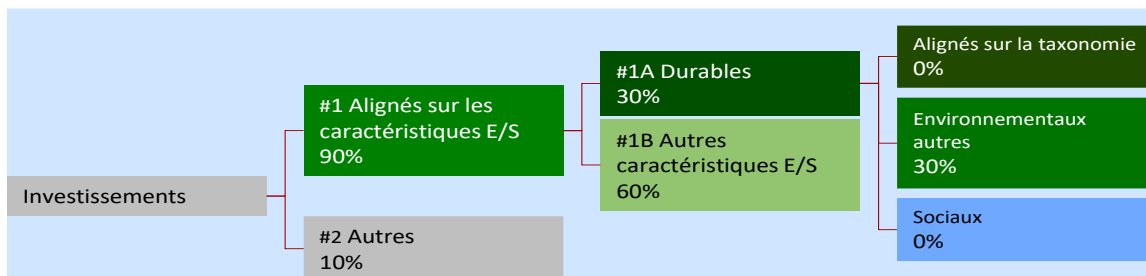 Investissements
#1 Alignés sur les
caractéristiques E/S
90%
#2 Autres
10%
#1A Durables
30%
#1B Autres
caractéristiques E/S
60%
Alignés sur la taxonomie
0%
Environnementaux
autres
30%
Sociaux
0%